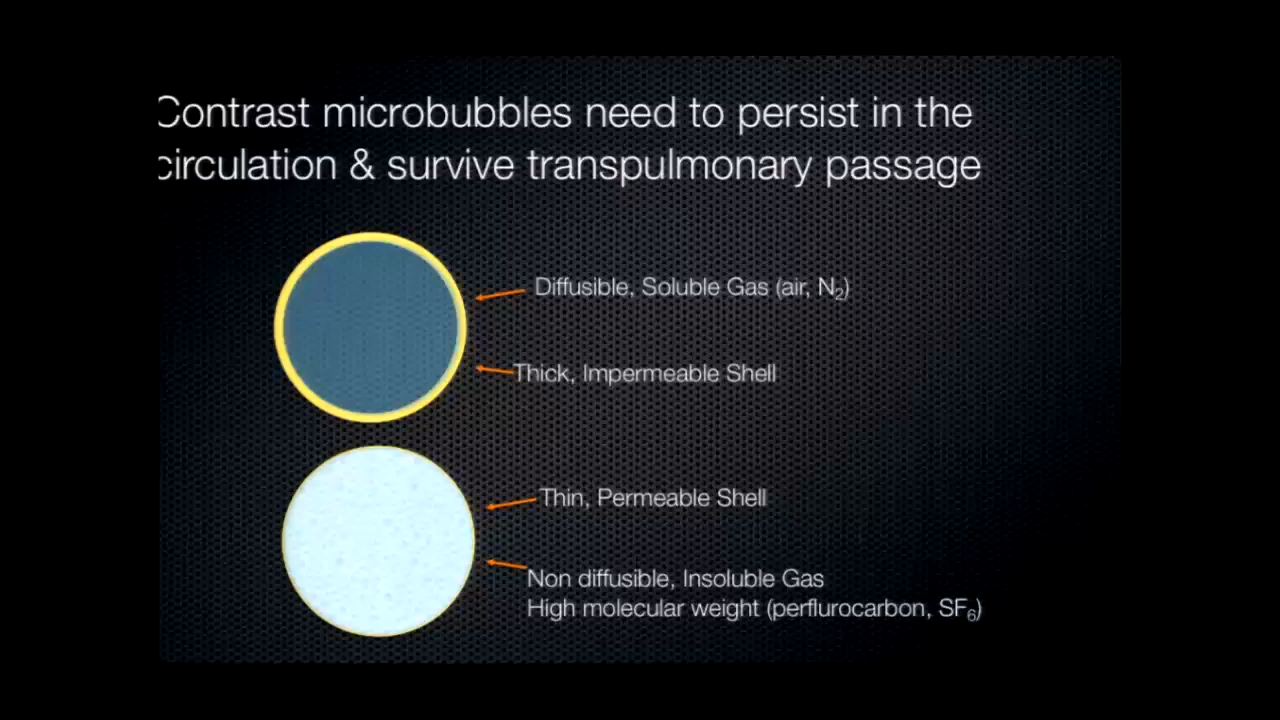 Contrast microbubbles need to persist in the
circulation & survive transpulmonary passage
Diffusible, Soluble Gas (air, N₂)
Thick, Impermeable Shell
Thin, Permeable Shell
Non diffusible, Insoluble Gas
High molecular weight (perflurocarbon, SF₆)